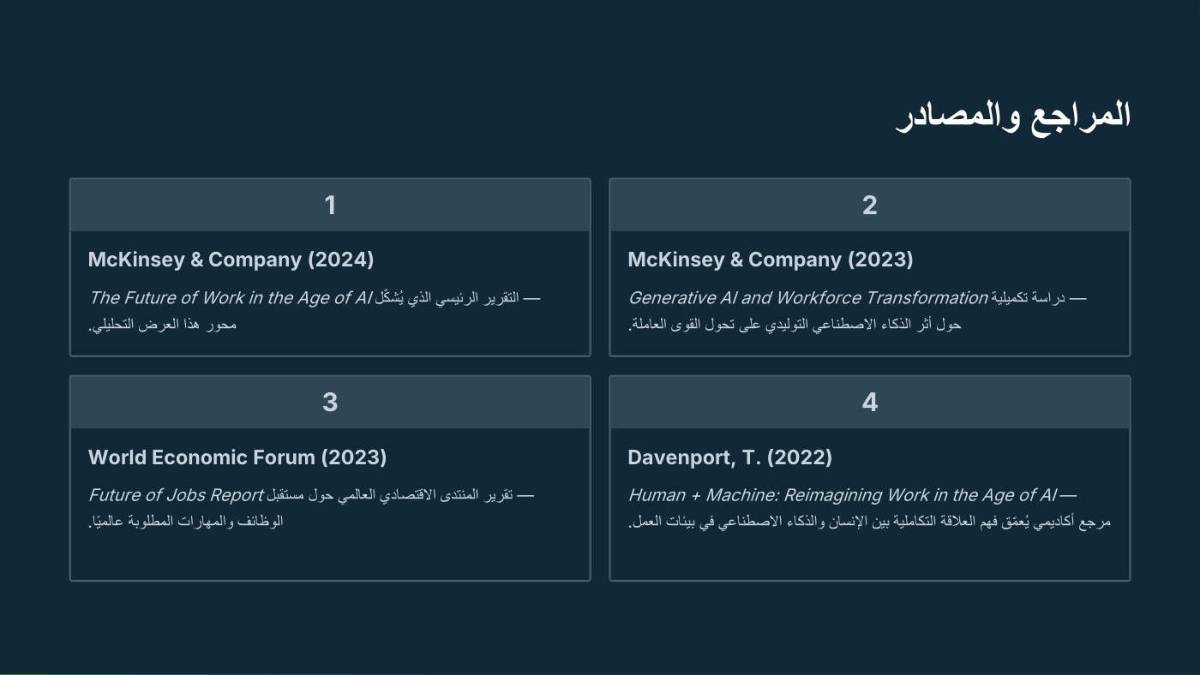 المراجع والمصادر
1
McKinsey & Company (2024)
The Future of Work in the Age of AI — التقرير الرئيسي الذي يُشكّل
محور هذا العرض التحليلي.
2
McKinsey & Company (2023)
Generative AI and Workforce Transformation — دراسة تكميلية
حول أثر الذكاء الاصطناعي التوليدي على تحول القوى العاملة.
3
World Economic Forum (2023)
Future of Jobs Report — تقرير المنتدى الاقتصادي العالمي حول مستقبل
الوظائف والمهارات المطلوبة عالميًا.
4
Davenport, T. (2022)
Human + Machine: Reimagining Work in the Age of AI —
مرجع أكاديمي يُعمّق فهم العلاقة التكاملية بين الإنسان والذكاء الاصطناعي في بيئات العمل.